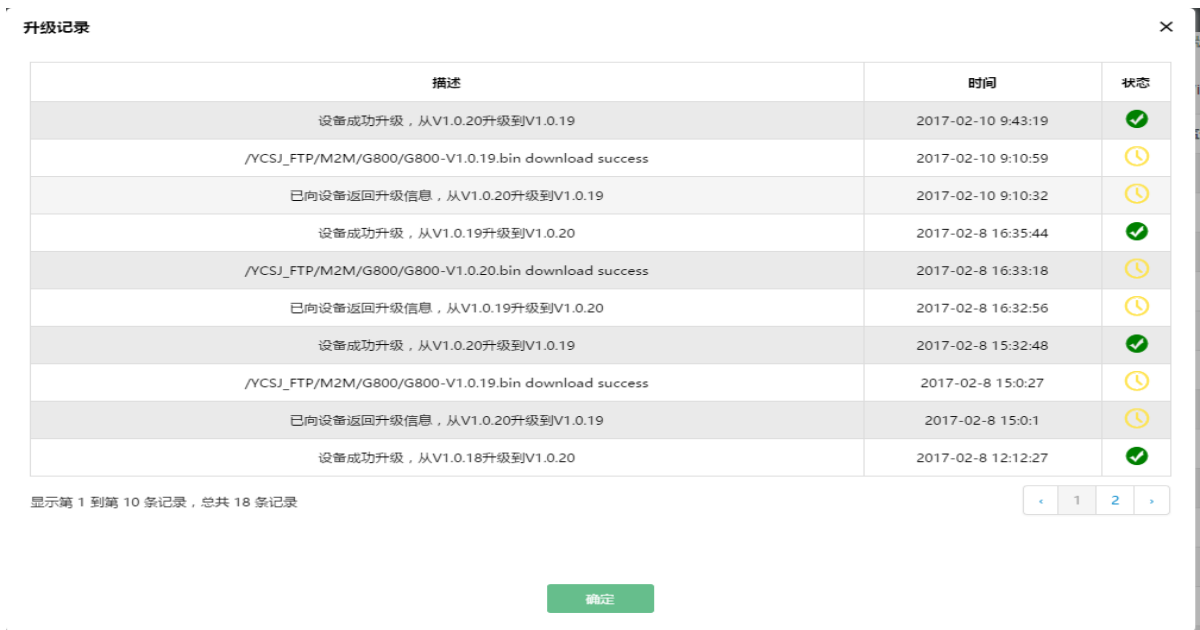 升级记录
×
描述 时间 状态
设备成功升级，从V1.0.20升级到V1.0.19 2017-02-10 9:43:19
/YCSJ_FTP/M2M/G800/G800-V1.0.19.bin download success 2017-02-10 9:10:59
已向设备返回升级信息，从V1.0.20升级到V1.0.19 2017-02-10 9:10:32
设备成功升级，从V1.0.19升级到V1.0.20 2017-02-8 16:35:44
/YCSJ_FTP/M2M/G800/G800-V1.0.20.bin download success 2017-02-8 16:33:18
已向设备返回升级信息，从V1.0.19升级到V1.0.20 2017-02-8 16:32:56
设备成功升级，从V1.0.20升级到V1.0.19 2017-02-8 15:32:48
/YCSJ_FTP/M2M/G800/G800-V1.0.19.bin download success 2017-02-8 15:0:27
已向设备返回升级信息，从V1.0.20升级到V1.0.19 2017-02-8 15:0:1
设备成功升级，从V1.0.18升级到V1.0.20 2017-02-8 12:12:27
显示第 1 到第 10 条记录，总共 18 条记录 ‹ 1 2 ›
确定